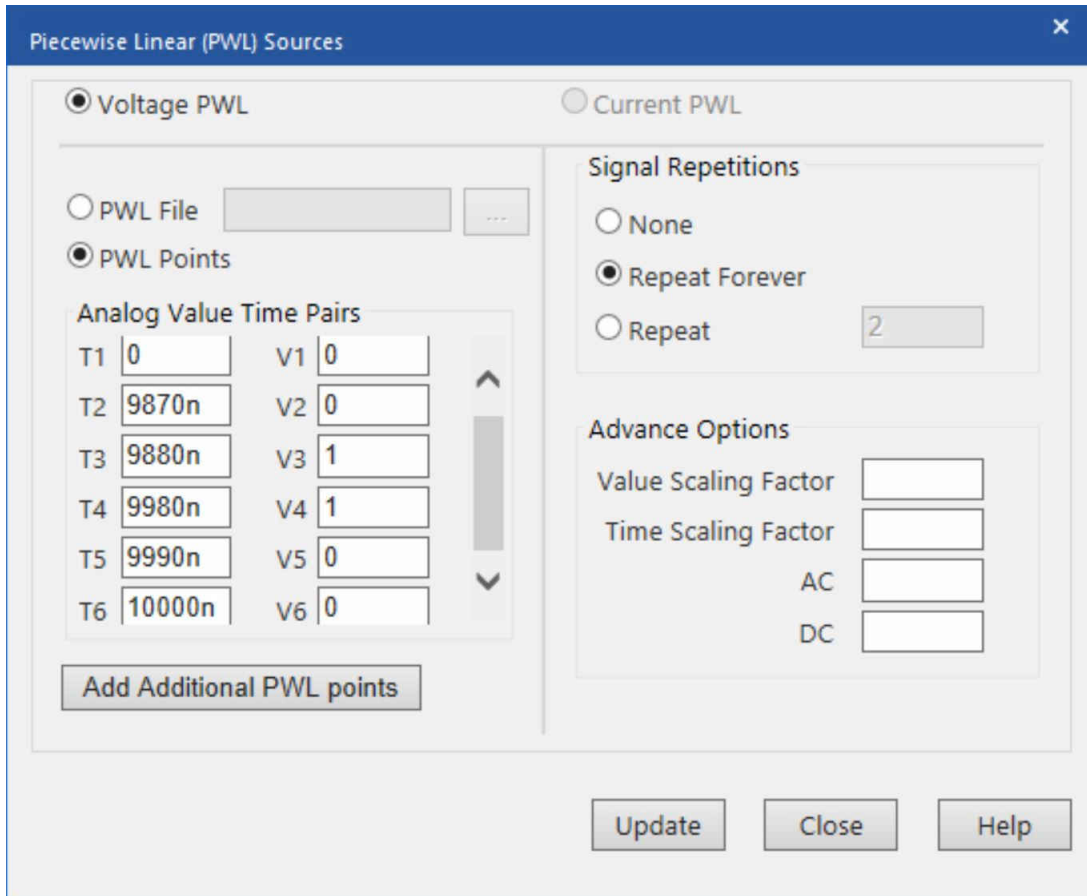 Piecewise Linear (PWL) Sources
×
Voltage PWL
Current PWL
PWL File
...
PWL Points
Analog Value Time Pairs
T1 0 V1 0
T2 9870n V2 0
T3 9880n V3 1
T4 9980n V4 1
T5 9990n V5 0
T6 10000n V6 0
Add Additional PWL points
Signal Repetitions
None
Repeat Forever
Repeat 2
Advance Options
Value Scaling Factor
Time Scaling Factor
AC
DC
Update Close Help